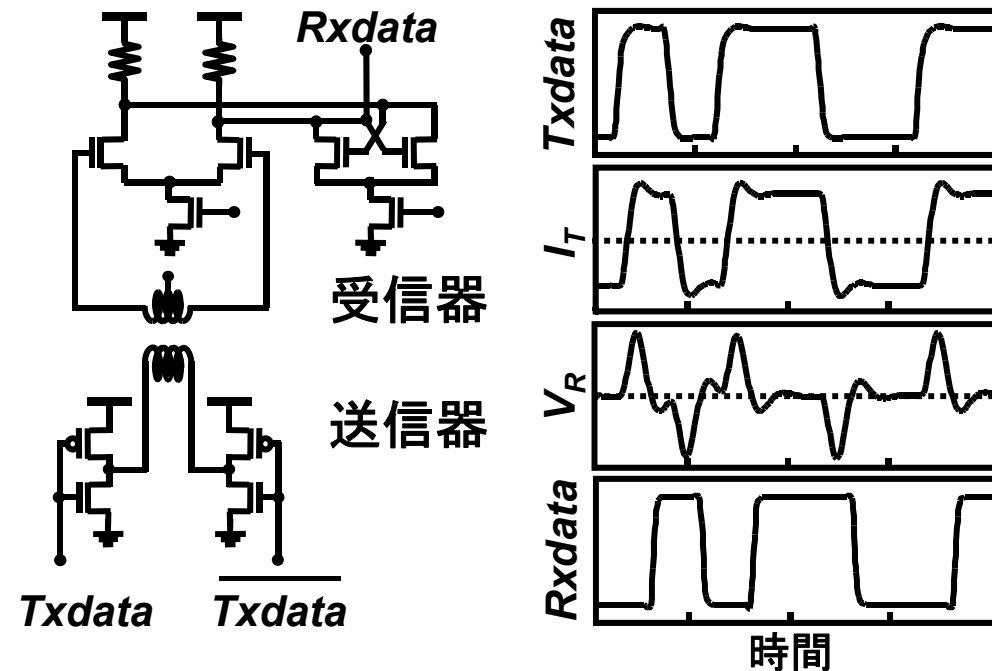 Rxdata
受信器
送信器
Txdata
Txdata
Txdata
I_T
V_R
Rxdata
時間